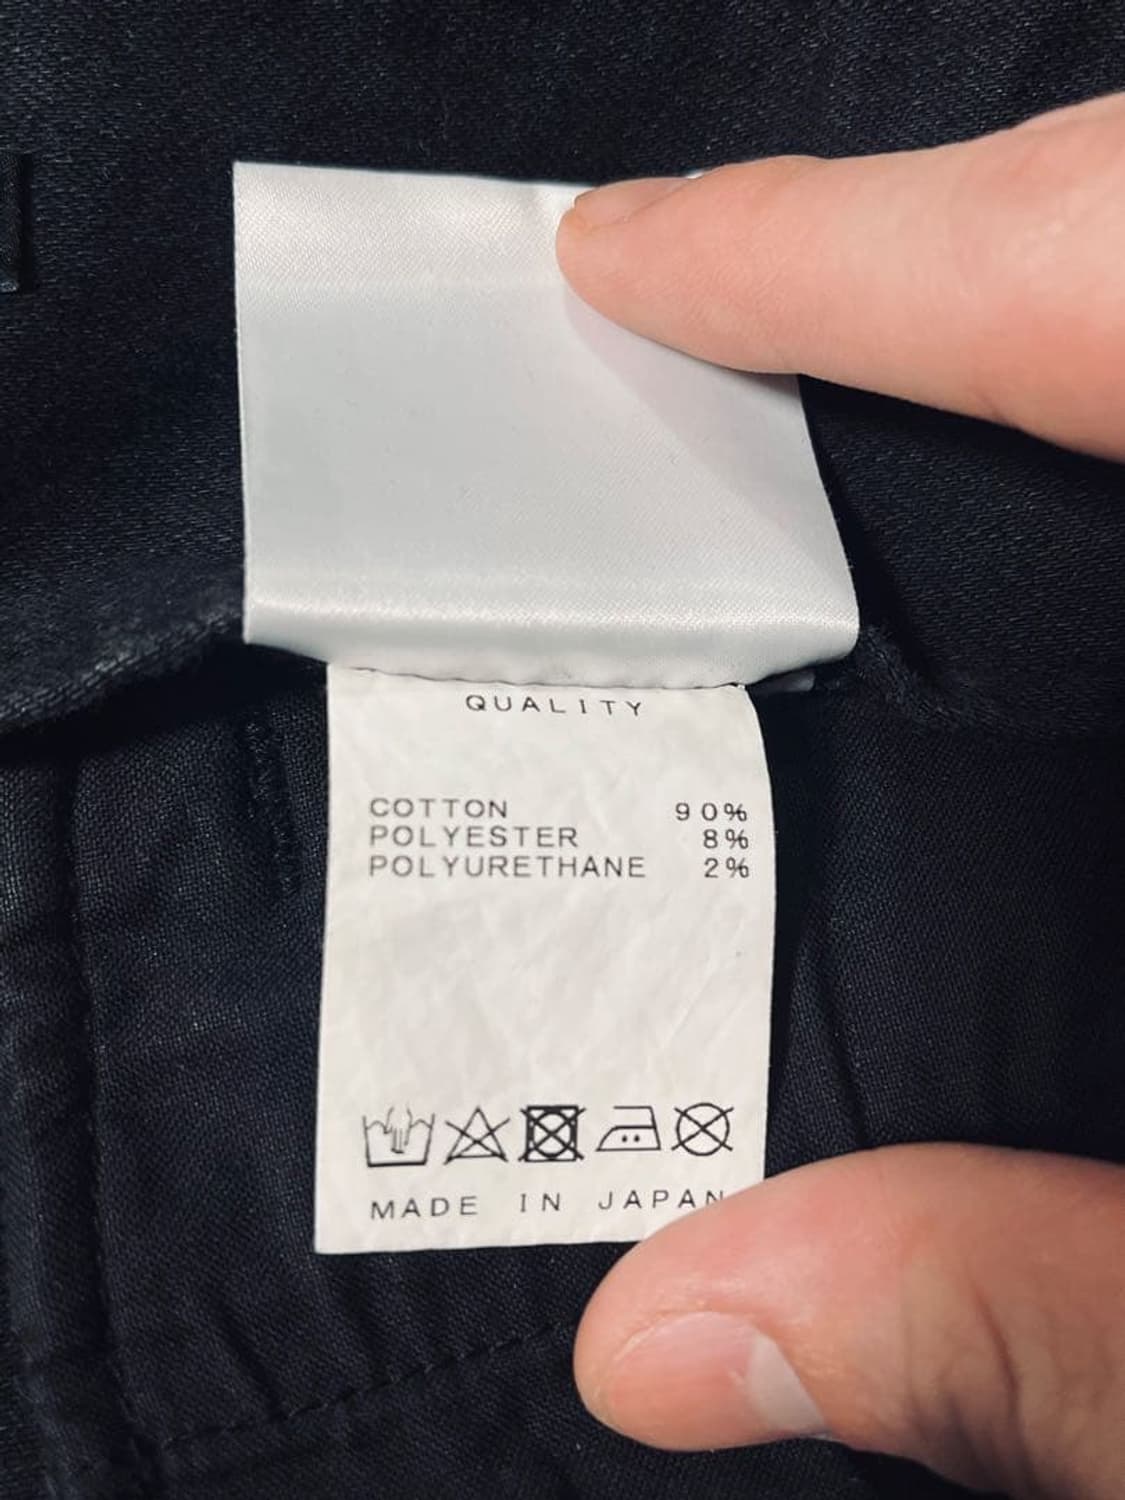 QUALITY
COTTON 90%
POLYESTER 8%
POLYURETHANE 2%
MADE IN JAPAN